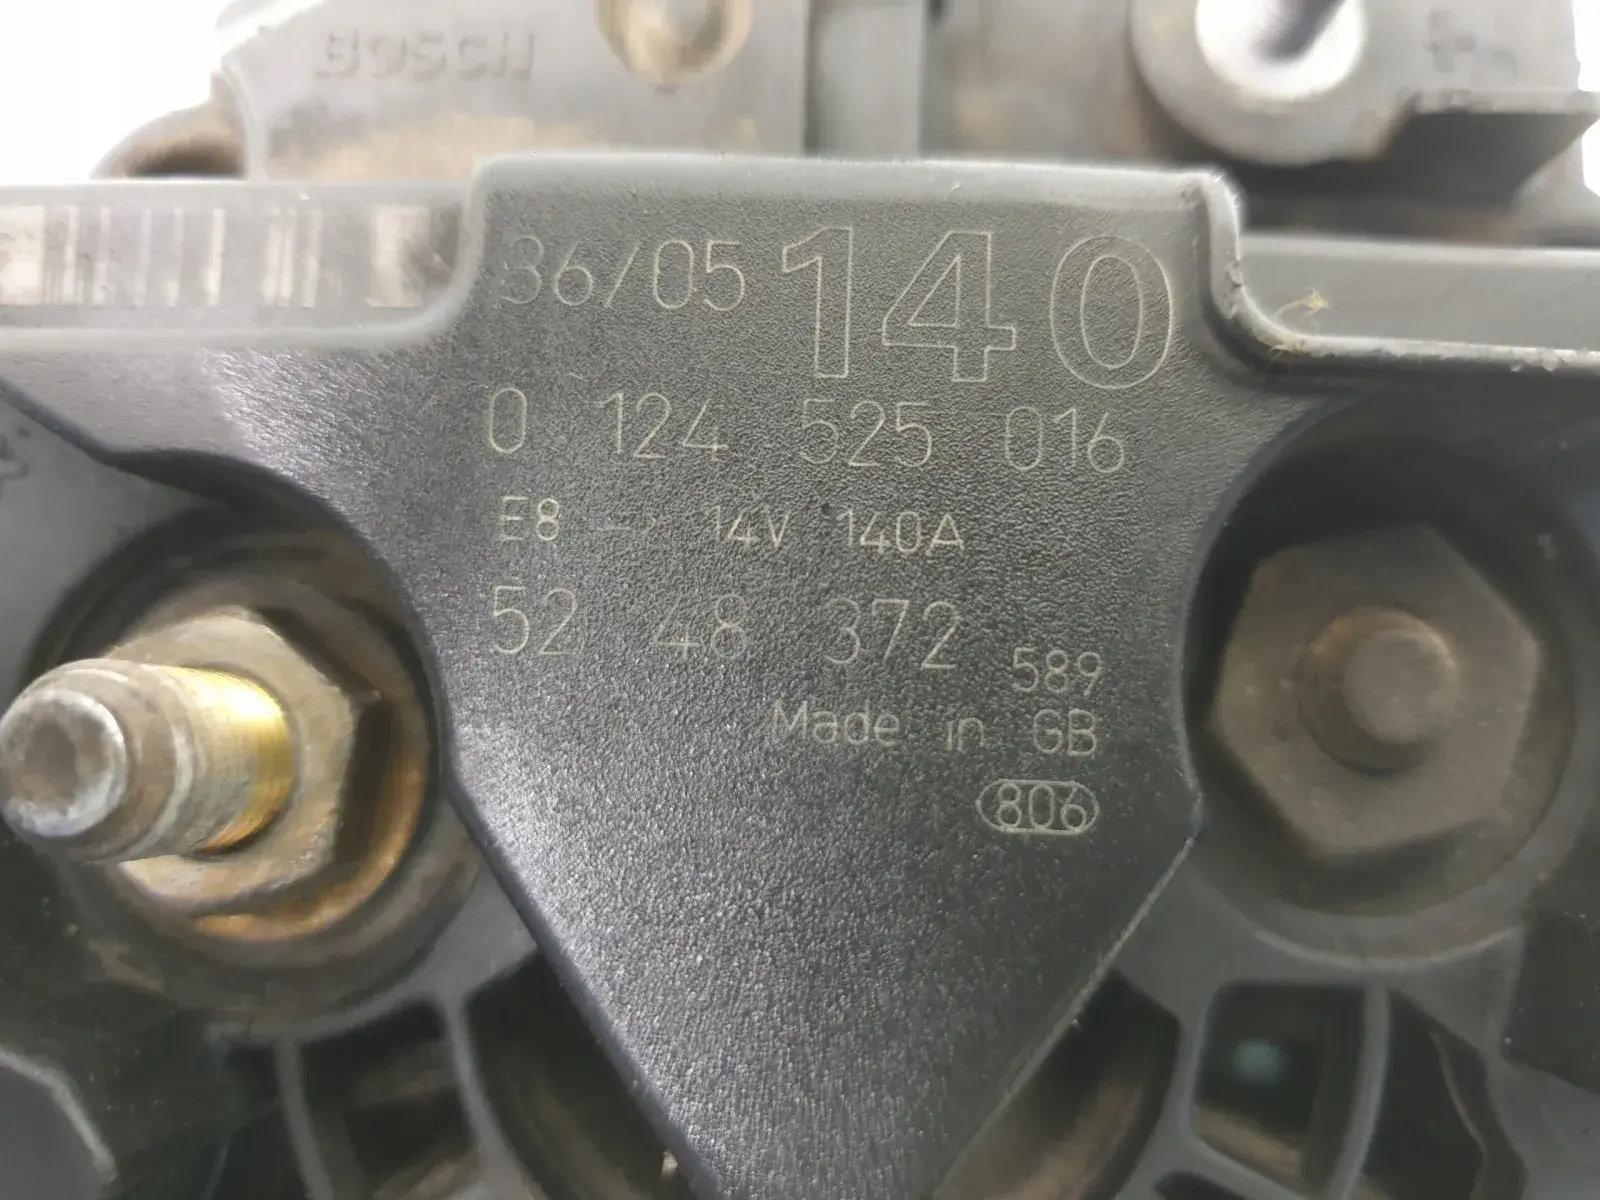 BOSCH
36/05 140
0 124 525 016
E8 → 14V 140A
52 48 372 589
Made in GB
806